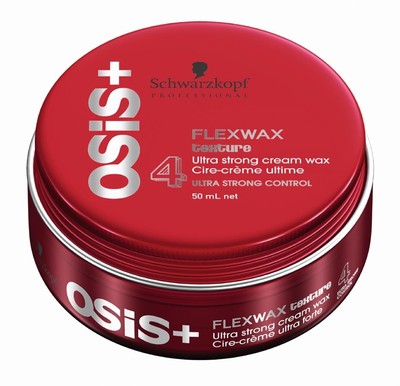 OSiS+
Schwarzkopf
PROFESSIONAL
FLEXWAX
texture
4
Ultra strong cream wax
Cire-crème ultime
ULTRA STRONG CONTROL
50 mL net
OSiS+
FLEXWAX texture
Ultra strong cream wax
Cire-crème ultra forte
4